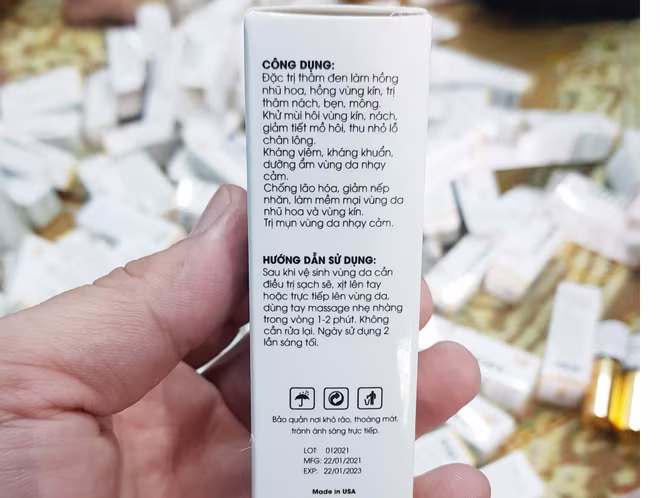 CÔNG DỤNG:
Đặc trị thâm đen làm hồng
nhũ hoa, hồng vùng kín, trị
thâm nách, bẹn, mông.
Khử mùi hôi vùng kín, nách,
giảm tiết mồ hôi, thu nhỏ lỗ
chân lông.
Kháng viêm, kháng khuẩn,
dưỡng ẩm vùng da nhạy
cảm.
Chống lão hóa, giảm nếp
nhăn, làm mềm mại vùng da
nhũ hoa và vùng kín.
Trị mụn vùng da nhạy cảm.
HƯỚNG DẪN SỬ DỤNG:
Sau khi vệ sinh vùng da cần
điều trị sạch sẽ, xịt lên tay
hoặc trực tiếp lên vùng da,
dùng tay massage nhẹ nhàng
trong vòng 1-2 phút. Không
cần rửa lại. Ngày sử dụng 2
lần sáng tối.
Bảo quản nơi khô ráo, thoáng mát,
tránh ánh sáng trực tiếp.
LOT: 012021
MFG: 22/01/2021
EXP: 22/01/2023
Made in USA